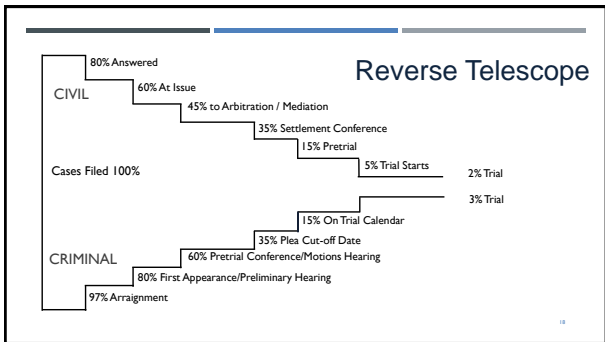 Reverse Telescope
80% Answered
CIVIL
60% At Issue
45% to Arbitration / Mediation
35% Settlement Conference
15% Pretrial
5% Trial Starts
2% Trial
Cases Filed 100%
3% Trial
15% On Trial Calendar
35% Plea Cut-off Date
60% Pretrial Conference/Motions Hearing
CRIMINAL
80% First Appearance/Preliminary Hearing
97% Arraignment
18